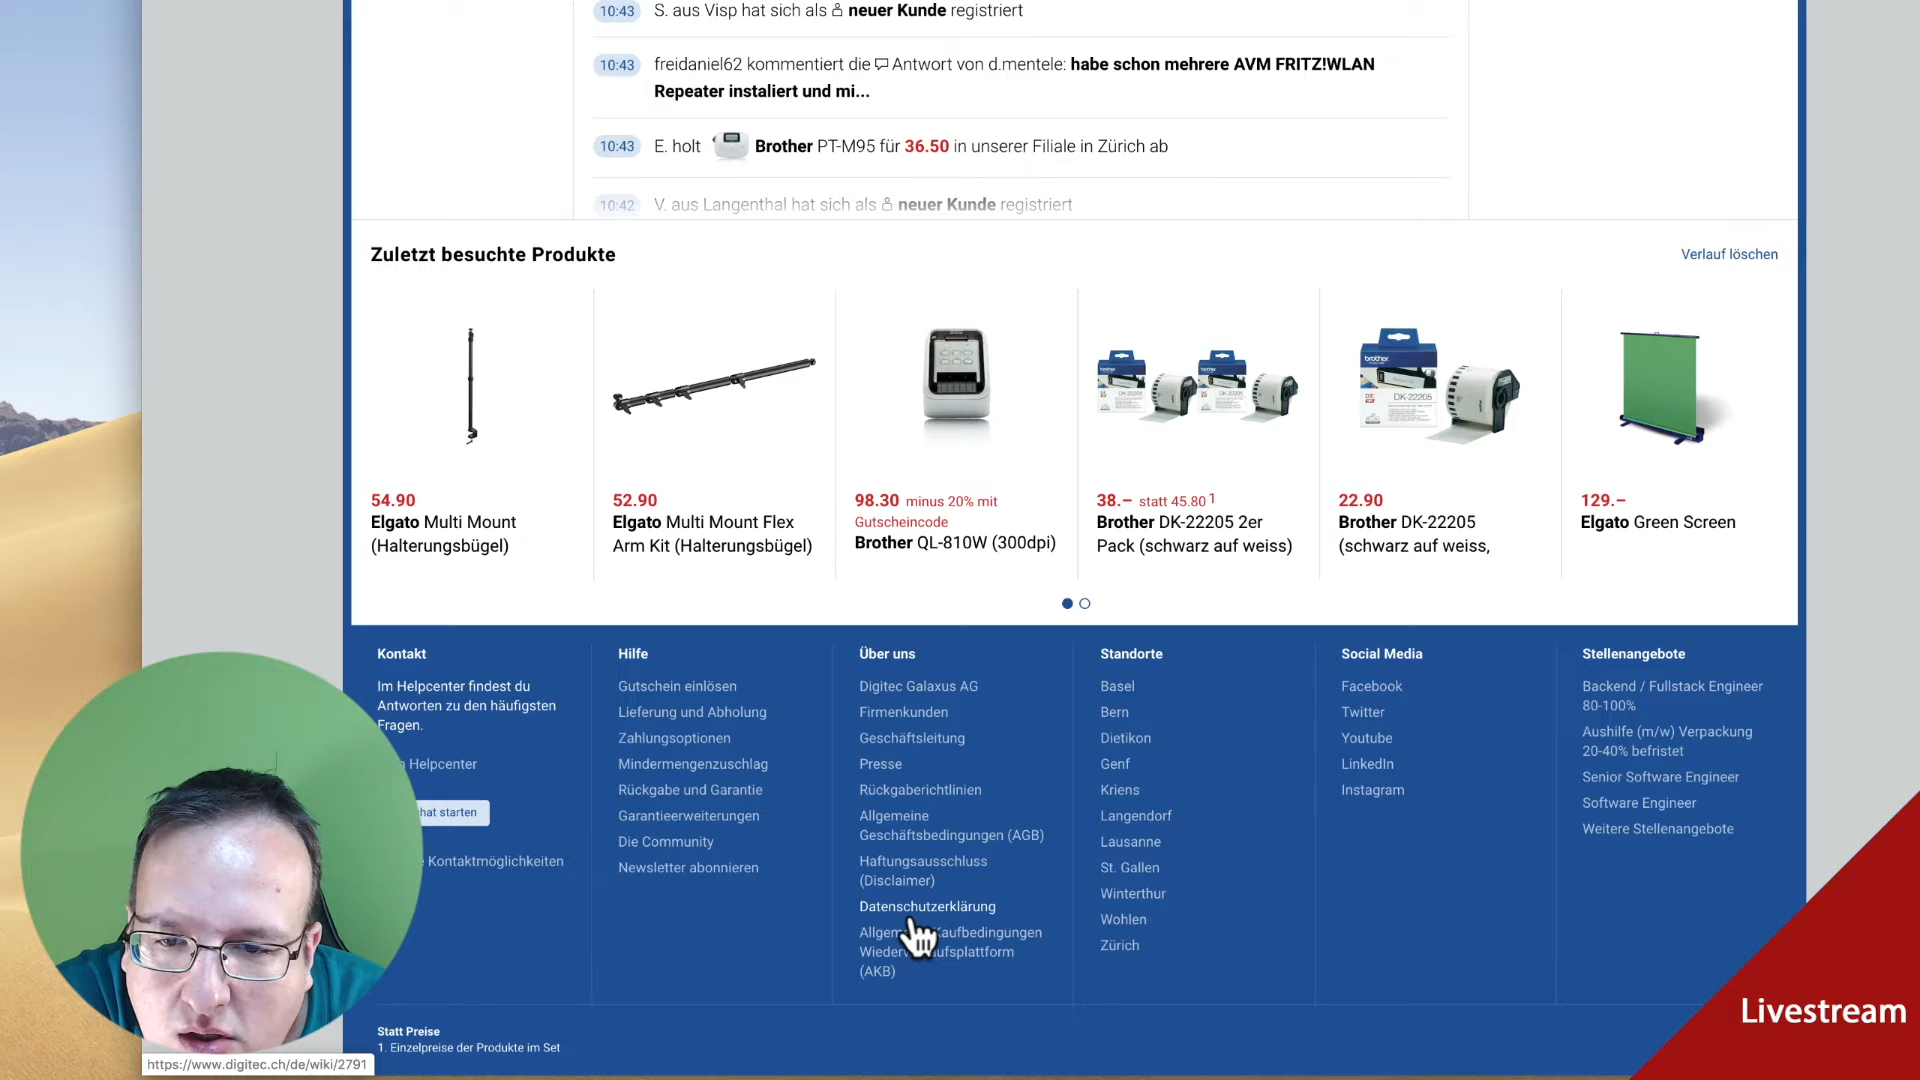 10:43 S. aus Visp hat sich als neuer Kunde registriert
10:43 freidaniel62 kommentiert die Antwort von d.mentele: habe schon mehrere AVM FRITZ!WLAN
Repeater instaliert und mi...
10:43 E. holt Brother PT-M95 für 36.50 in unserer Filiale in Zürich ab
10:42 V. aus Langenthal hat sich als neuer Kunde registriert
Zuletzt besuchte Produkte
Verlauf löschen
brother
DK-22205
54.90
Elgato Multi Mount
(Halterungsbügel)
52.90
Elgato Multi Mount Flex
Arm Kit (Halterungsbügel)
98.30 minus 20% mit
Gutscheincode
Brother QL-810W (300dpi)
38.– statt 45.80 1
Brother DK-22205 2er
Pack (schwarz auf weiss)
22.90
Brother DK-22205
(schwarz auf weiss,
129.–
Elgato Green Screen
Kontakt
Im Helpcenter findest du
Antworten zu den häufigsten
Fragen.
Helpcenter
hat starten
Kontaktmöglichkeiten
Hilfe
Gutschein einlösen
Lieferung und Abholung
Zahlungsoptionen
Mindermengenzuschlag
Rückgabe und Garantie
Garantieerweiterungen
Die Community
Newsletter abonnieren
Über uns
Digitec Galaxus AG
Firmenkunden
Geschäftsleitung
Presse
Rückgaberichtlinien
Allgemeine
Geschäftsbedingungen (AGB)
Haftungsausschluss
(Disclaimer)
Datenschutzerklärung
Allgem Kaufbedingungen
Wiederv aufsplattform
(AKB)
Standorte
Basel
Bern
Dietikon
Genf
Kriens
Langendorf
Lausanne
St. Gallen
Winterthur
Wohlen
Zürich
Social Media
Facebook
Twitter
Youtube
LinkedIn
Instagram
Stellenangebote
Backend / Fullstack Engineer
80-100%
Aushilfe (m/w) Verpackung
20-40% befristet
Senior Software Engineer
Software Engineer
Weitere Stellenangebote
Statt Preise
1. Einzelpreise der Produkte im Set
https://www.digitec.ch/de/wiki/2791
Livestream